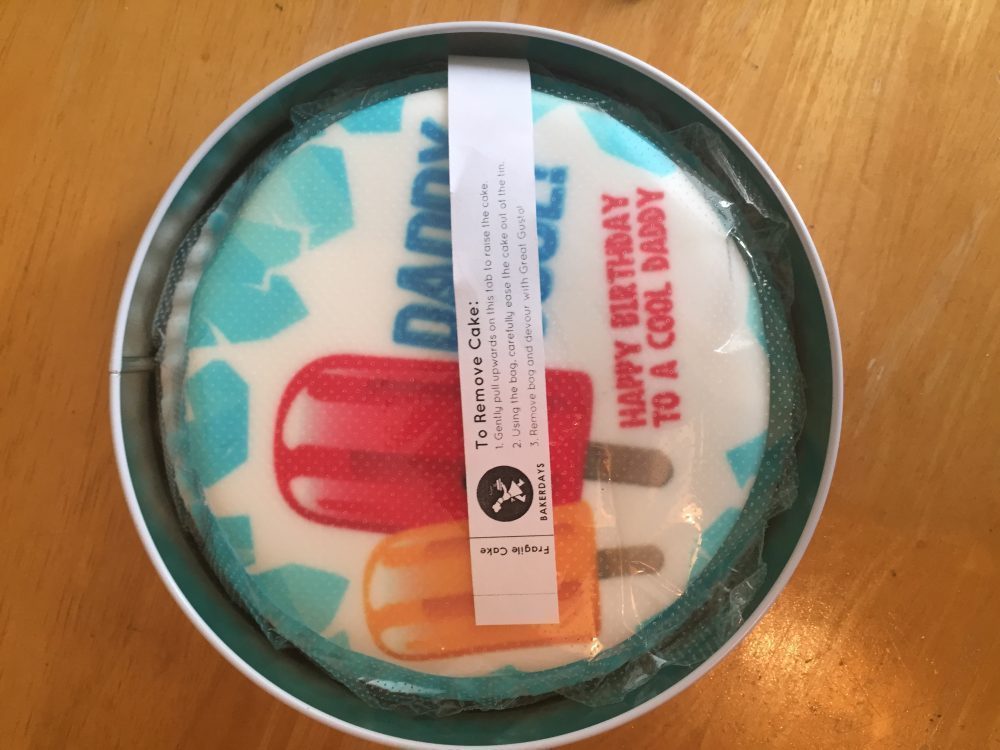 DADDY
COOL!
HAPPY BIRTHDAY
TO A COOL DADDY
To Remove Cake:
1. Gently pull upwards on this tab to raise the cake.
2. Using the bag, carefully ease the cake out of the tin.
3. Remove bag and devour with Great Gusto!
BAKERDAYS
Fragile Cake